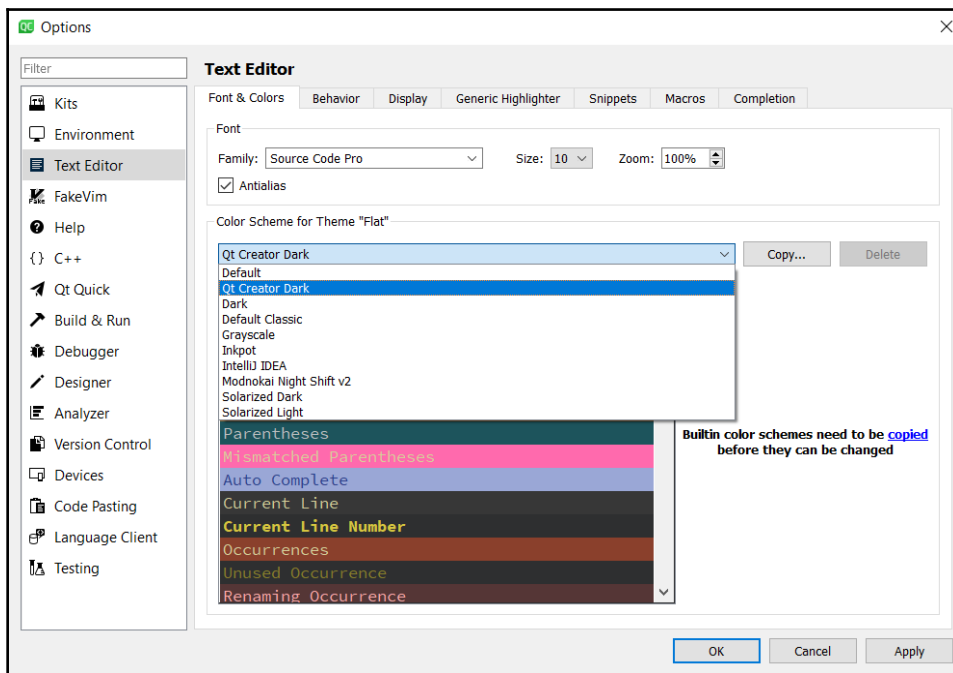 Options
Filter
Kits
Environment
Text Editor
FakeVim
Help
{} C++
Qt Quick
Build & Run
Debugger
Designer
Analyzer
Version Control
Devices
Code Pasting
Language Client
Testing
Text Editor
Font & Colors Behavior Display Generic Highlighter Snippets Macros Completion
Font
Family: Source Code Pro Size: 10 Zoom: 100%
Antialias
Color Scheme for Theme "Flat"
Qt Creator Dark Copy... Delete
Default
Qt Creator Dark
Dark
Default Classic
Grayscale
Inkpot
IntelliJ IDEA
Modnokai Night Shift v2
Solarized Dark
Solarized Light
Parentheses
Mismatched Parentheses
Auto Complete
Current Line
Current Line Number
Occurrences
Unused Occurrence
Renaming Occurrence
Builtin color schemes need to be copied
before they can be changed
OK Cancel Apply